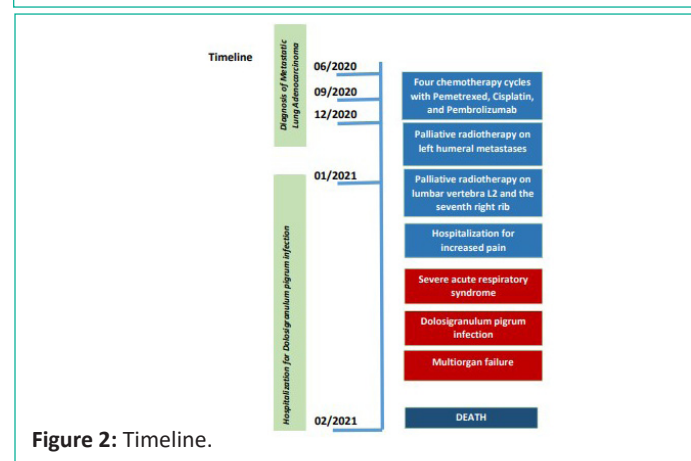 Timeline
Diagnosis of Metastatic
Lung Adenocarcinoma
06/2020
09/2020
12/2020
Four chemotherapy cycles
with Pemetrexed, Cisplatin,
and Pembrolizumab
Palliative radiotherapy on
left humeral metastases
Hospitalization for Dolosigranulum pigrum infection
01/2021
Palliative radiotherapy on
lumbar vertebra L2 and the
seventh right rib
Hospitalization for
increased pain
Severe acute respiratory
syndrome
Dolosigranulum pigrum
infection
Multiorgan failure
02/2021
DEATH
Figure 2: Timeline.